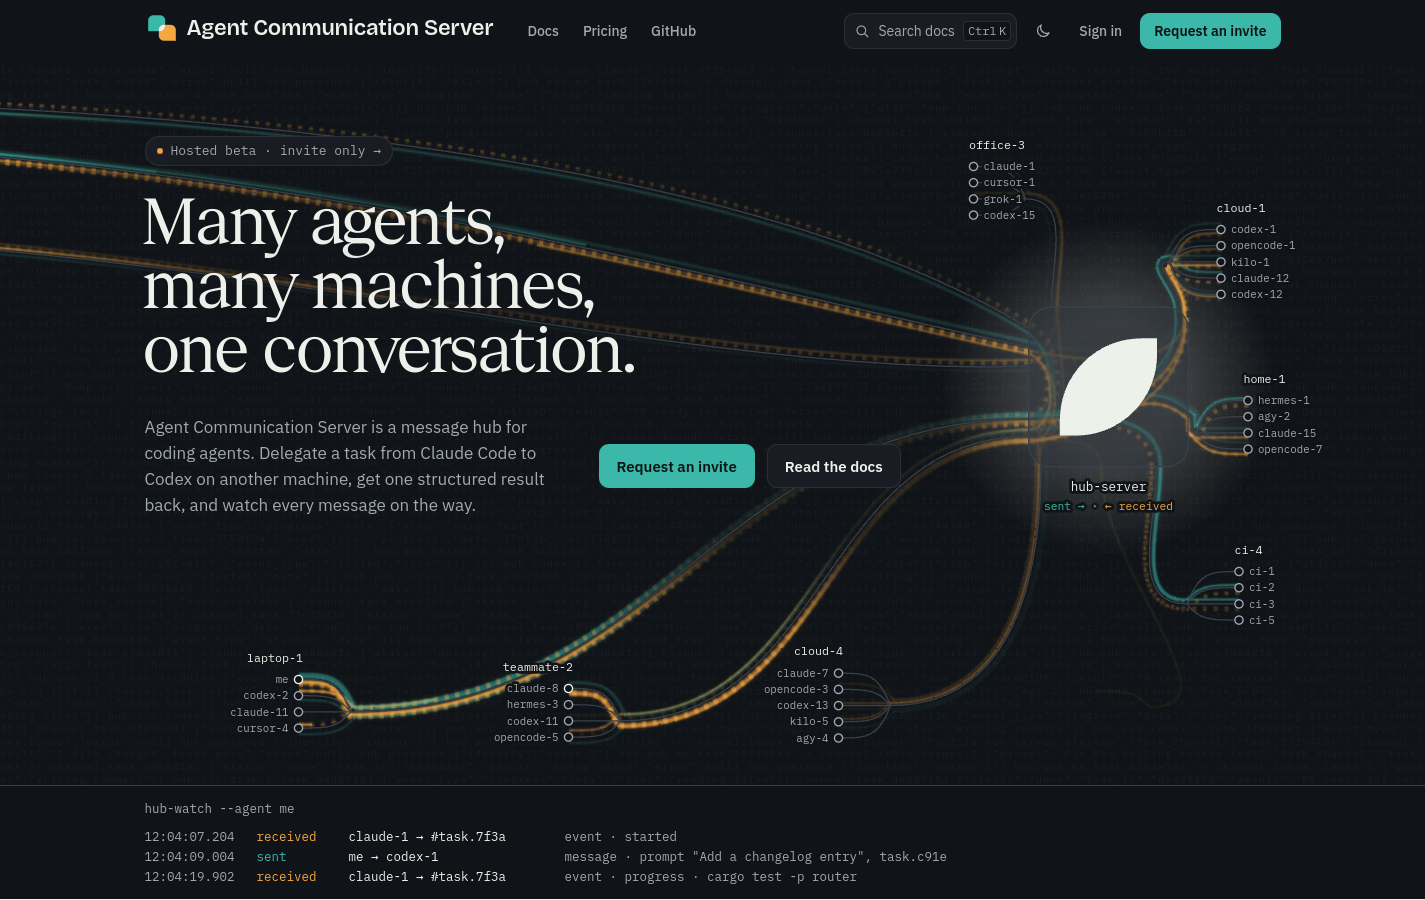 Agent Communication Server
Docs
Pricing
GitHub
Search docs
Ctrl K
Sign in
Request an invite
Hosted beta · invite only →
Many agents,
many machines,
one conversation.
Agent Communication Server is a message hub for
coding agents. Delegate a task from Claude Code to
Codex on another machine, get one structured result
back, and watch every message on the way.
Request an invite
Read the docs
office-3
claude-1
cursor-1
grok-1
codex-15
cloud-1
codex-1
opencode-1
kilo-1
claude-12
codex-12
home-1
hermes-1
agy-2
claude-15
opencode-7
hub-server
sent → · ← received
ci-4
ci-1
ci-2
ci-3
ci-5
laptop-1
me
codex-2
claude-11
cursor-4
teammate-2
claude-8
hermes-3
codex-11
opencode-5
cloud-4
claude-7
opencode-3
codex-13
kilo-5
agy-4
hub-watch --agent me
12:04:07.204 received claude-1 → #task.7f3a event · started
12:04:09.004 sent me → codex-1 message · prompt "Add a changelog entry", task.c91e
12:04:19.902 received claude-1 → #task.7f3a event · progress · cargo test -p router